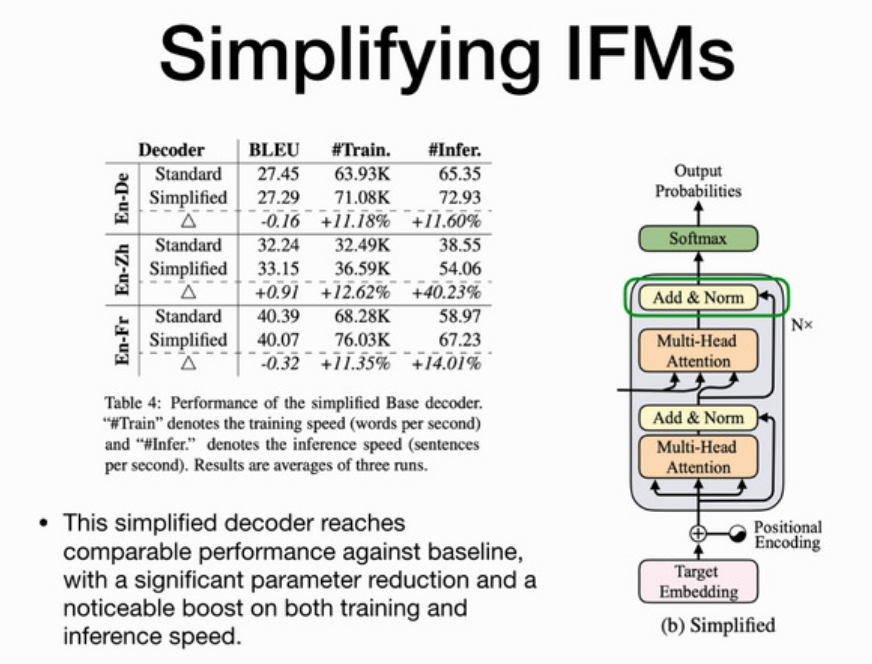 Simplifying IFMs
Decoder BLEU #Train. #Infer.
En-De
Standard 27.45 63.93K 65.35
Simplified 27.29 71.08K 72.93
△ -0.16 +11.18% +11.60%
En-Zh
Standard 32.24 32.49K 38.55
Simplified 33.15 36.59K 54.06
△ +0.91 +12.62% +40.23%
En-Fr
Standard 40.39 68.28K 58.97
Simplified 40.07 76.03K 67.23
△ -0.32 +11.35% +14.01%
Table 4: Performance of the simplified Base decoder.
“#Train” denotes the training speed (words per second)
and “#Infer.” denotes the inference speed (sentences
per second). Results are averages of three runs.
• This simplified decoder reaches
comparable performance against baseline,
with a significant parameter reduction and a
noticeable boost on both training and
inference speed.
Output
Probabilities
Softmax
Add & Norm
N×
Multi-Head
Attention
Add & Norm
Multi-Head
Attention
Positional
Encoding
Target
Embedding
(b) Simplified